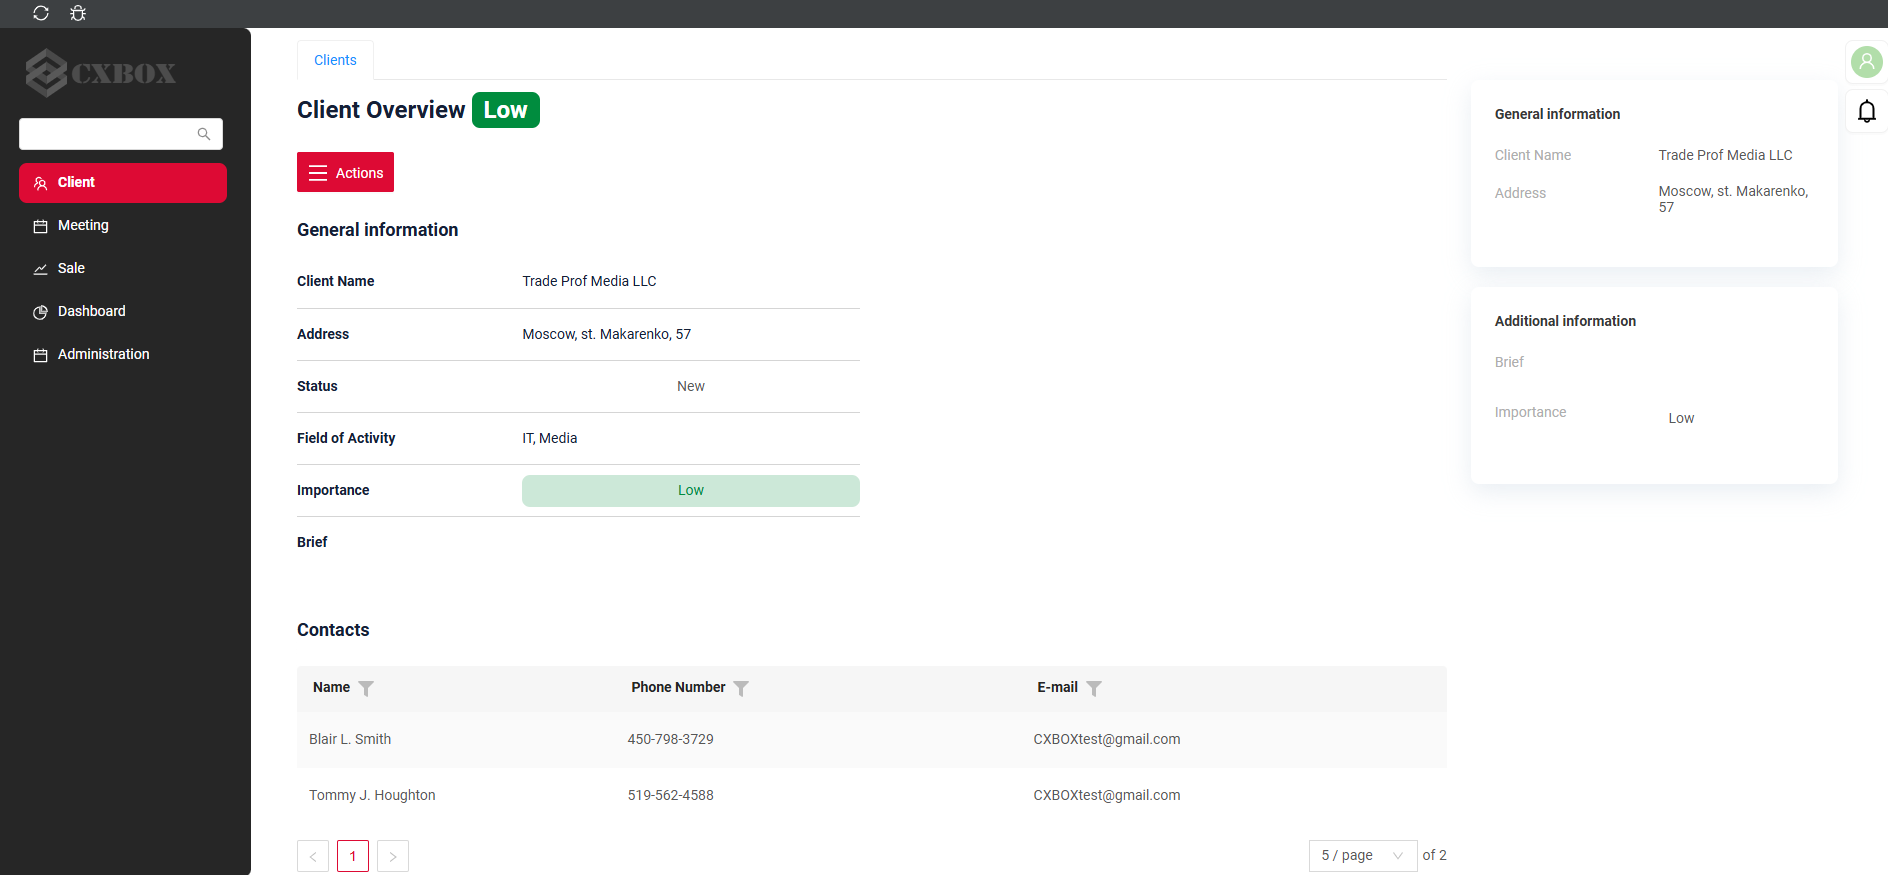 CXBOX
Client
Meeting
Sale
Dashboard
Administration
Clients
Client Overview Low
Actions
General information
Client Name Trade Prof Media LLC
Address Moscow, st. Makarenko, 57
Status New
Field of Activity IT, Media
Importance Low
Brief
Contacts
Name Phone Number E-mail
Blair L. Smith 450-798-3729 CXBOXtest@gmail.com
Tommy J. Houghton 519-562-4588 CXBOXtest@gmail.com
< 1 > 5 / page of 2
General information
Client Name Trade Prof Media LLC
Address Moscow, st. Makarenko,
57
Additional information
Brief
Importance Low